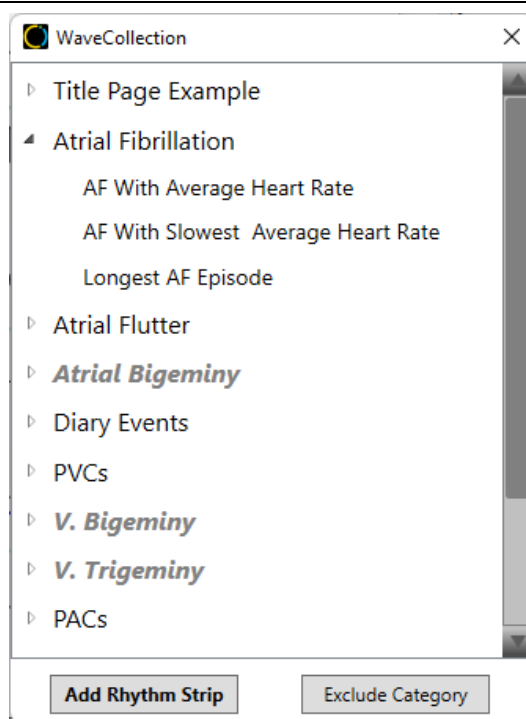 WaveCollection
Title Page Example
Atrial Fibrillation
AF With Average Heart Rate
AF With Slowest  Average Heart Rate
Longest AF Episode
Atrial Flutter
Atrial Bigeminy
Diary Events
PVCs
V. Bigeminy
V. Trigeminy
PACs
Add Rhythm Strip
Exclude Category